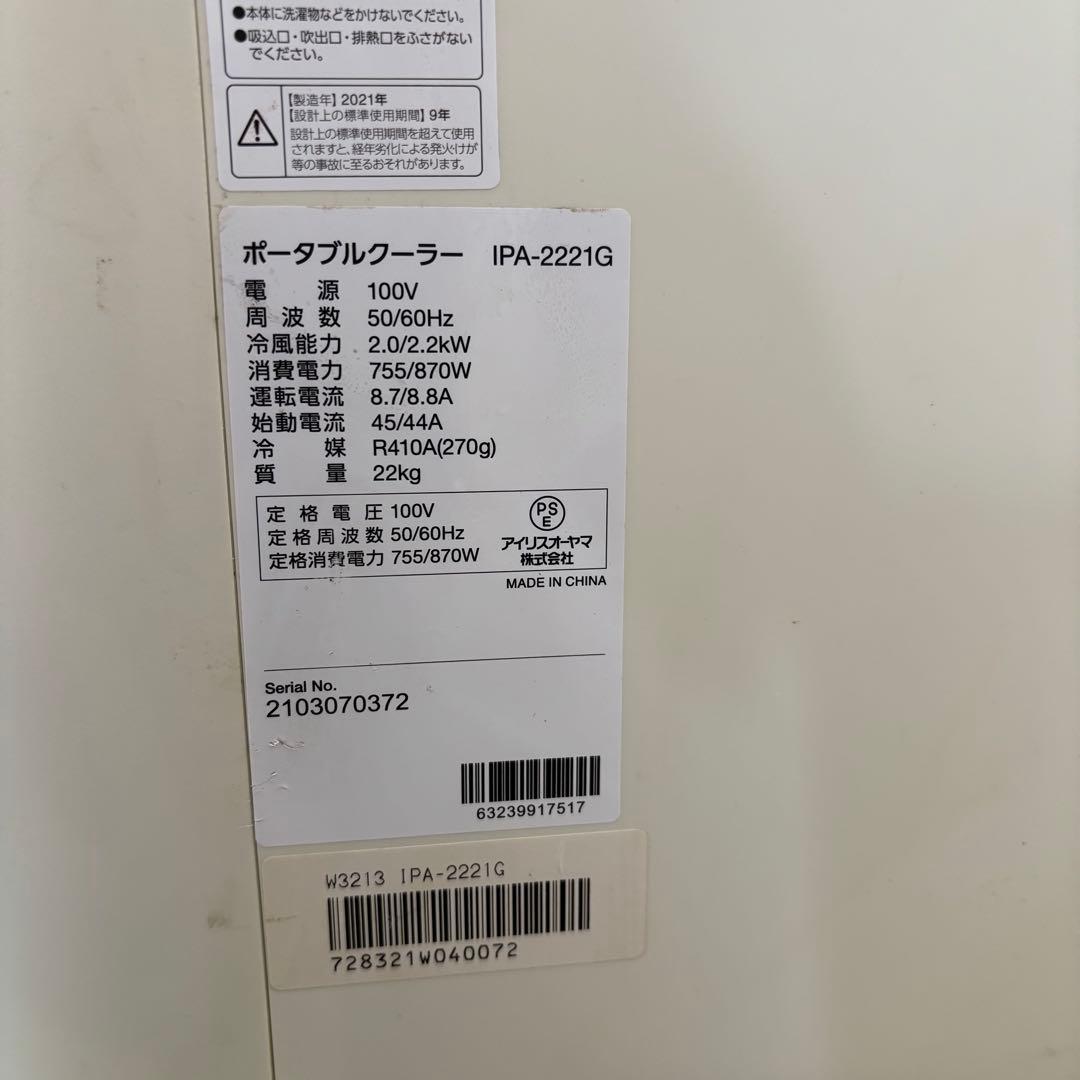 ●本体に洗濯物などをかけないでください。
●吸込口・吹出口・排熱口をふさがない
でください。
【製造年】2021年
【設計上の標準使用期間】9年
設計上の標準使用期間を超えて使用
されますと、経年劣化による発火けが
等の事故に至るおそれがあります。
ポータブルクーラー IPA-2221G
電源 100V
周波数 50/60Hz
冷風能力 2.0/2.2kW
消費電力 755/870W
運転電流 8.7/8.8A
始動電流 45/44A
冷媒 R410A(270g)
質量 22kg
定格電圧 100V
定格周波数 50/60Hz
定格消費電力 755/870W
PS
E
アイリスオーヤマ
株式会社
MADE IN CHINA
Serial No.
2103070372
63239917517
W3213 IPA-2221G
728321W040072